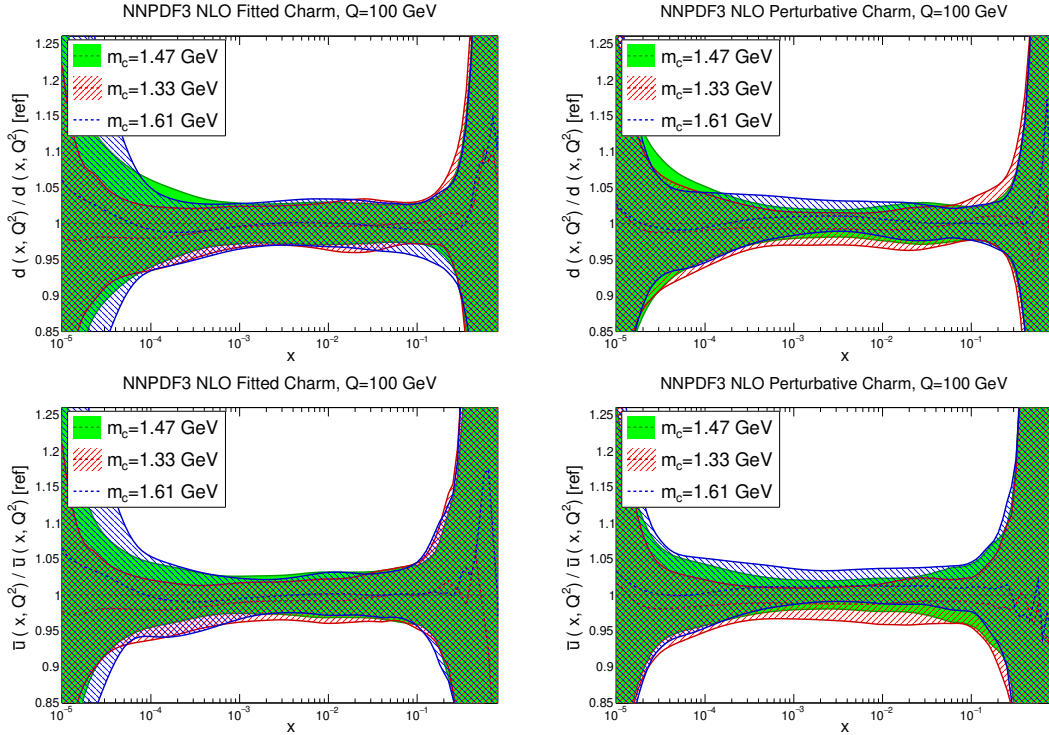 NNPDF3 NLO Fitted Charm, Q=100 GeV
d ( x, Q²) / d ( x, Q²) [ref]
1.25
1.2
1.15
1.1
1.05
1
0.95
0.9
0.85
m_c=1.47 GeV
m_c=1.33 GeV
m_c=1.61 GeV
10⁻⁵ 10⁻⁴ 10⁻³ 10⁻² 10⁻¹
x
NNPDF3 NLO Perturbative Charm, Q=100 GeV
d ( x, Q²) / d ( x, Q²) [ref]
1.25
1.2
1.15
1.1
1.05
1
0.95
0.9
0.85
m_c=1.47 GeV
m_c=1.33 GeV
m_c=1.61 GeV
10⁻⁵ 10⁻⁴ 10⁻³ 10⁻² 10⁻¹
x
NNPDF3 NLO Fitted Charm, Q=100 GeV
u̅ ( x, Q²) / u̅ ( x, Q²) [ref]
1.25
1.2
1.15
1.1
1.05
1
0.95
0.9
0.85
m_c=1.47 GeV
m_c=1.33 GeV
m_c=1.61 GeV
10⁻⁵ 10⁻⁴ 10⁻³ 10⁻² 10⁻¹
x
NNPDF3 NLO Perturbative Charm, Q=100 GeV
u̅ ( x, Q²) / u̅ ( x, Q²) [ref]
1.25
1.2
1.15
1.1
1.05
1
0.95
0.9
0.85
m_c=1.47 GeV
m_c=1.33 GeV
m_c=1.61 GeV
10⁻⁵ 10⁻⁴ 10⁻³ 10⁻² 10⁻¹
x